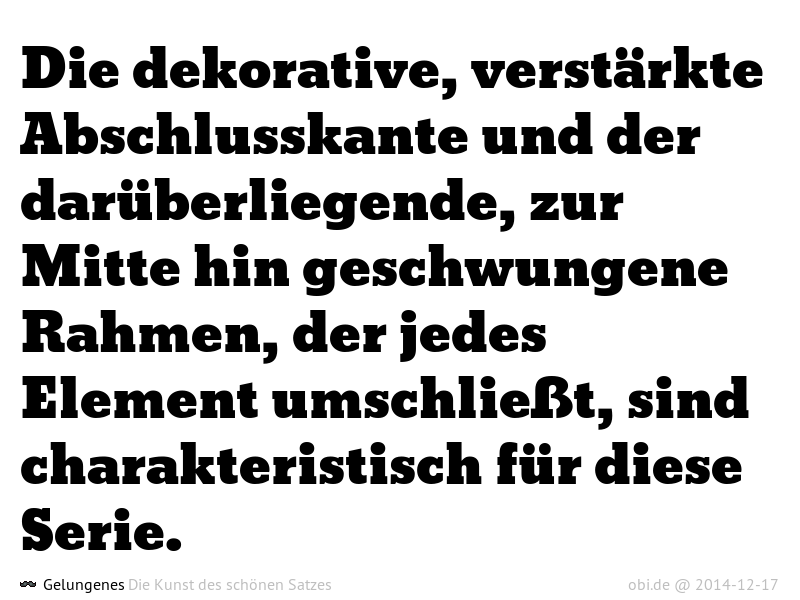 Die dekorative, verstärkte
Abschlusskante und der
darüberliegende, zur
Mitte hin geschwungene
Rahmen, der jedes
Element umschließt, sind
charakteristisch für diese
Serie.
Gelungenes Die Kunst des schönen Satzes
obi.de @ 2014-12-17